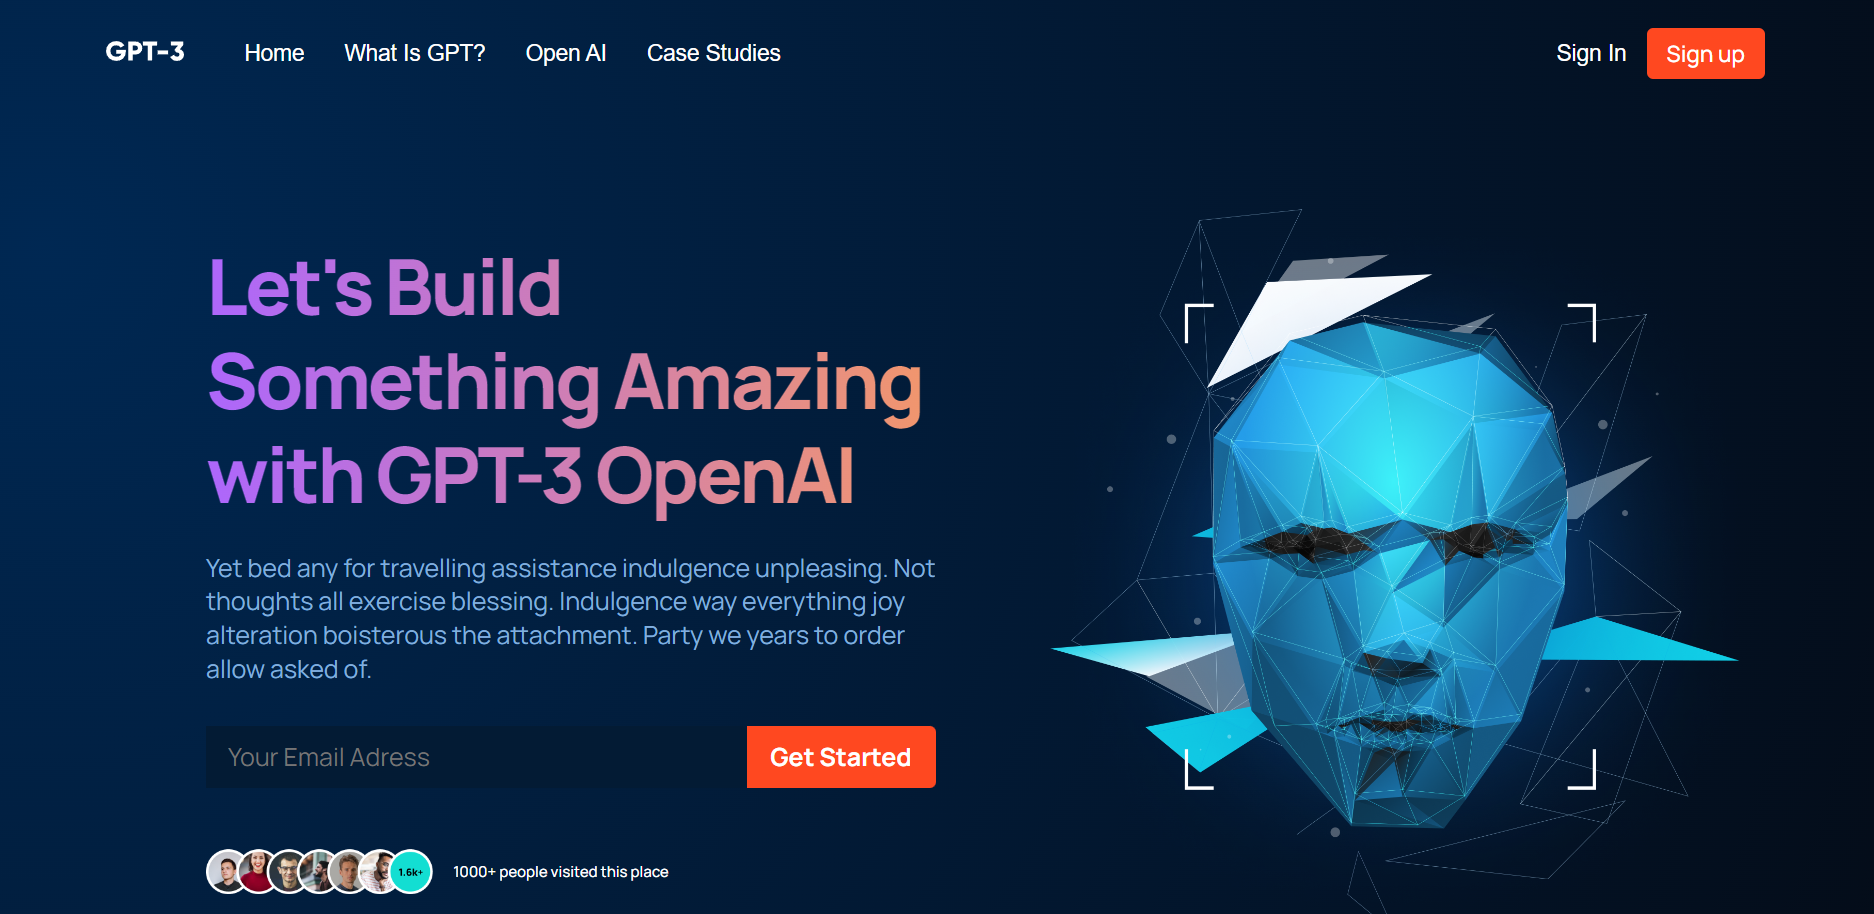 GPT-3
Home
What Is GPT?
Open AI
Case Studies
Sign In
Sign up
Let's Build
Something Amazing
with GPT-3 OpenAI
Yet bed any for travelling assistance indulgence unpleasing. Not
thoughts all exercise blessing. Indulgence way everything joy
alteration boisterous the attachment. Party we years to order
allow asked of.
Your Email Adress
Get Started
1.6k+
1000+ people visited this place